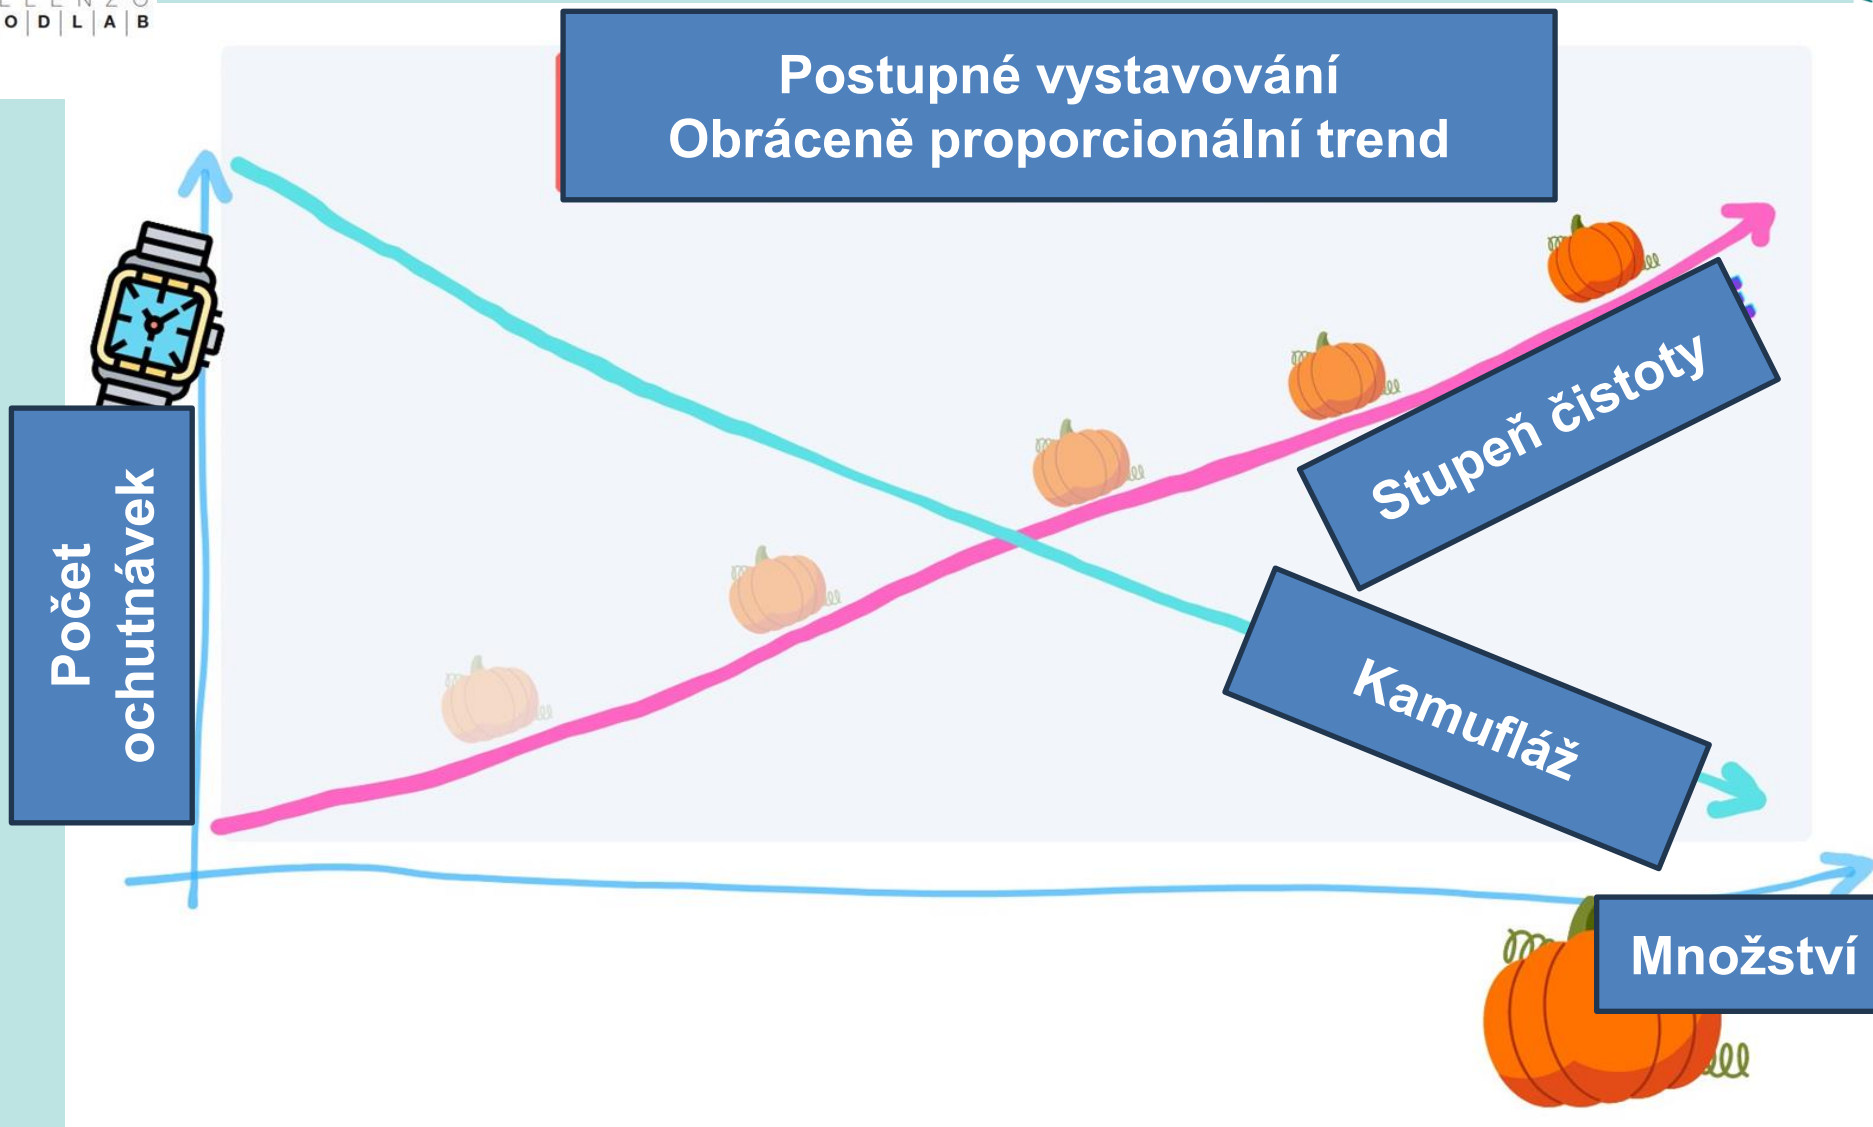 O|D|L|A|B
Postupné vystavování
Obráceně proporcionální trend
Stupeň čistoty
Počet
ochutnávek
Kamufláž
Množství